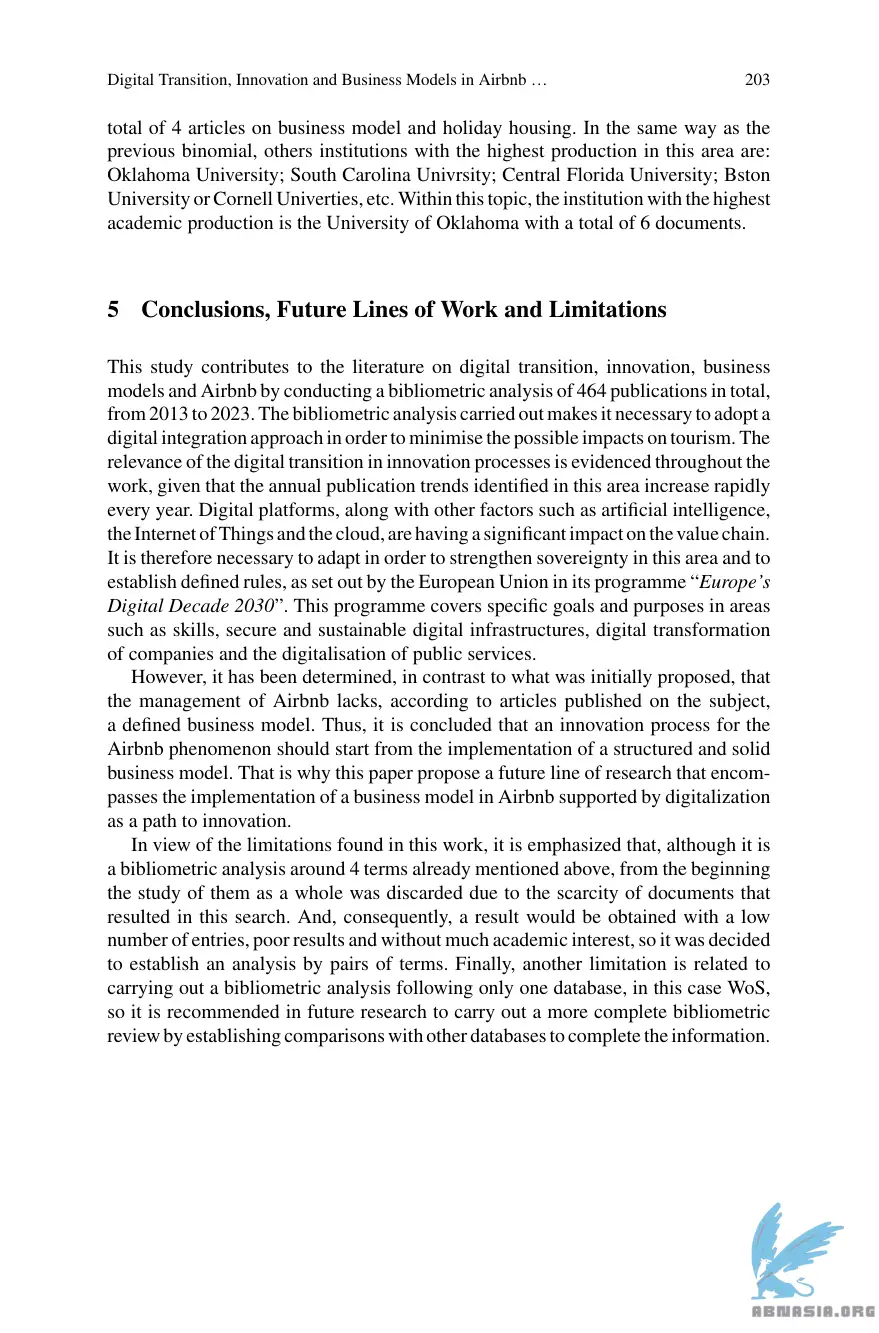 Digital Transition, Innovation and Business Models in Airbnb … 203
total of 4 articles on business model and holiday housing. In the same way as the
previous binomial, others institutions with the highest production in this area are:
Oklahoma University; South Carolina Univrsity; Central Florida University; Bston
University or Cornell Univerties, etc. Within this topic, the institution with the highest
academic production is the University of Oklahoma with a total of 6 documents.
5 Conclusions, Future Lines of Work and Limitations
This study contributes to the literature on digital transition, innovation, business
models and Airbnb by conducting a bibliometric analysis of 464 publications in total,
from 2013 to 2023. The bibliometric analysis carried out makes it necessary to adopt a
digital integration approach in order to minimise the possible impacts on tourism. The
relevance of the digital transition in innovation processes is evidenced throughout the
work, given that the annual publication trends identified in this area increase rapidly
every year. Digital platforms, along with other factors such as artificial intelligence,
the Internet of Things and the cloud, are having a significant impact on the value chain.
It is therefore necessary to adapt in order to strengthen sovereignty in this area and to
establish defined rules, as set out by the European Union in its programme “Europe’s
Digital Decade 2030”. This programme covers specific goals and purposes in areas
such as skills, secure and sustainable digital infrastructures, digital transformation
of companies and the digitalisation of public services.
However, it has been determined, in contrast to what was initially proposed, that
the management of Airbnb lacks, according to articles published on the subject,
a defined business model. Thus, it is concluded that an innovation process for the
Airbnb phenomenon should start from the implementation of a structured and solid
business model. That is why this paper propose a future line of research that encom-
passes the implementation of a business model in Airbnb supported by digitalization
as a path to innovation.
In view of the limitations found in this work, it is emphasized that, although it is
a bibliometric analysis around 4 terms already mentioned above, from the beginning
the study of them as a whole was discarded due to the scarcity of documents that
resulted in this search. And, consequently, a result would be obtained with a low
number of entries, poor results and without much academic interest, so it was decided
to establish an analysis by pairs of terms. Finally, another limitation is related to
carrying out a bibliometric analysis following only one database, in this case WoS,
so it is recommended in future research to carry out a more complete bibliometric
review by establishing comparisons with other databases to complete the information.
ABNASIA.ORG